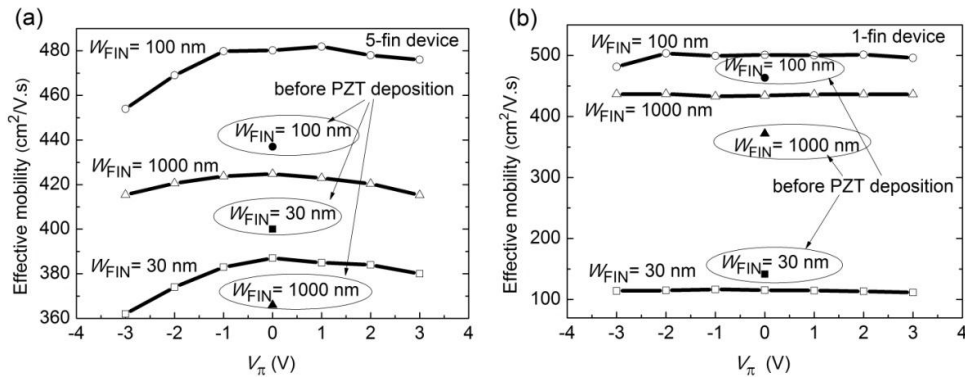 (a)
5-fin device
W_FIN= 100 nm
before PZT deposition
W_FIN= 100 nm
W_FIN= 1000 nm
W_FIN= 30 nm
W_FIN= 30 nm
W_FIN= 1000 nm
Effective mobility (cm²/V.s)
480
460
440
420
400
380
360
-4 -3 -2 -1 0 1 2 3 4
V_π (V)
(b)
1-fin device
W_FIN= 100 nm
W_FIN= 100 nm
W_FIN= 1000 nm
W_FIN= 1000 nm
before PZT deposition
W_FIN= 30 nm
W_FIN= 30 nm
Effective mobility (cm²/V.s)
500
400
300
200
100
-4 -3 -2 -1 0 1 2 3 4
V_π (V)